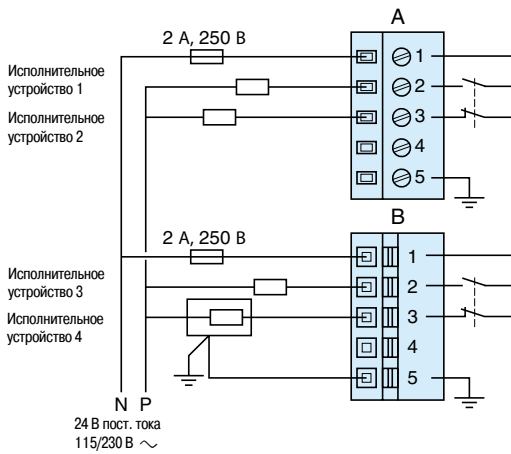 A
2 А, 250 В
1
Исполнительное
устройство 1
2
Исполнительное
устройство 2
3
4
5
B
2 А, 250 В
1
Исполнительное
устройство 3
2
Исполнительное
устройство 4
3
4
5
N P
24 В пост. тока
115/230 В ~